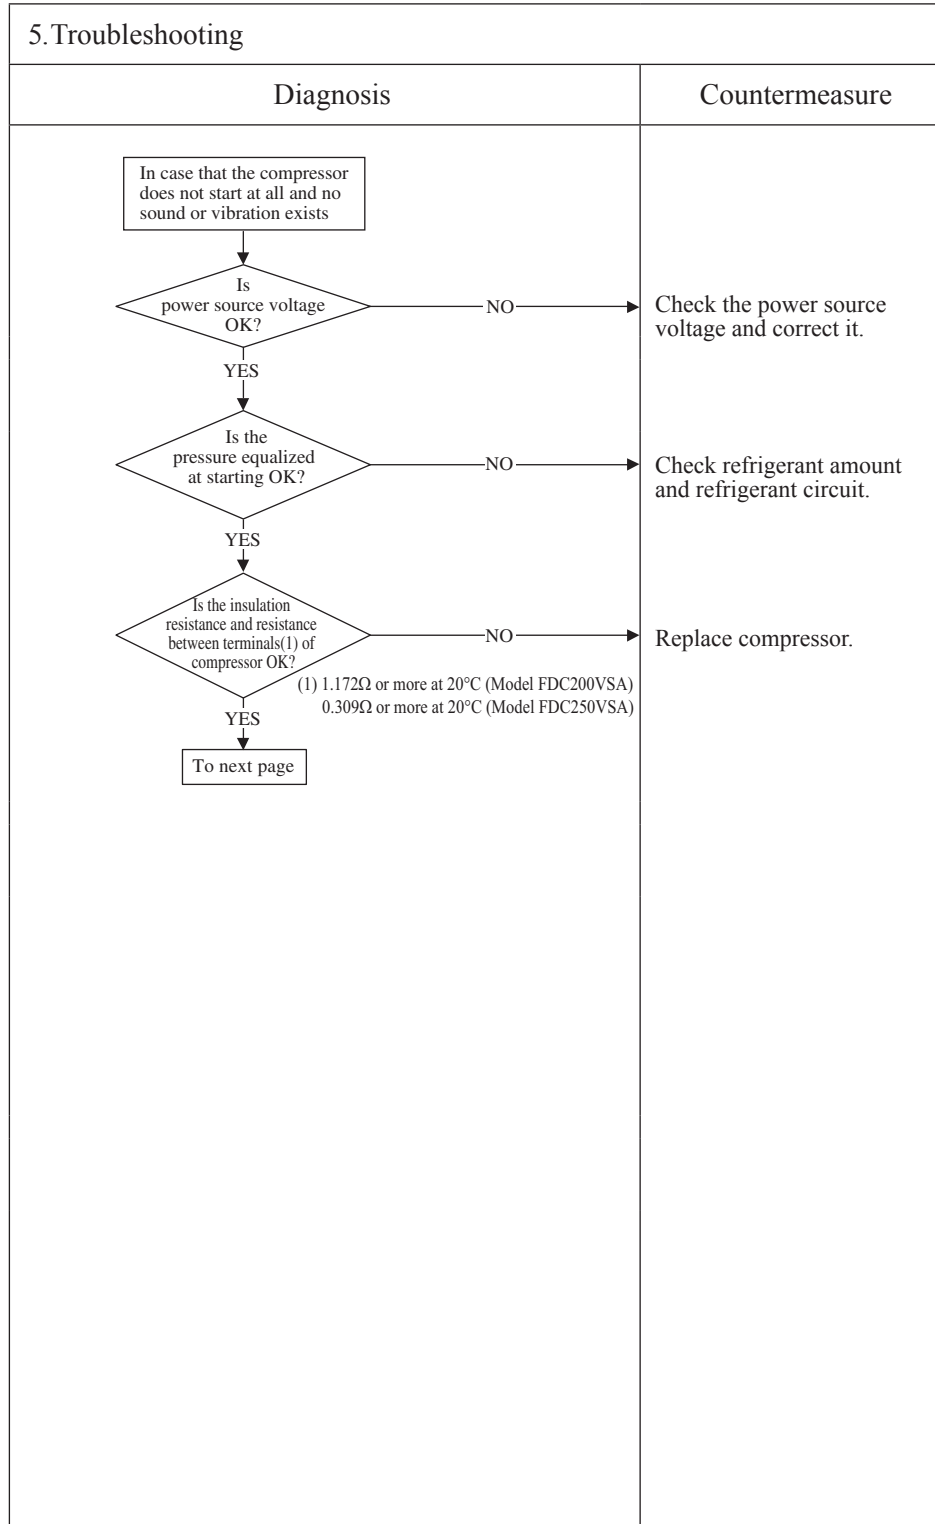 5.Troubleshooting
Diagnosis
Countermeasure
In case that the compressor
does not start at all and no
sound or vibration exists
Is
power source voltage
OK?
NO
Check the power source
voltage and correct it.
YES
Is the
pressure equalized
at starting OK?
NO
Check refrigerant amount
and refrigerant circuit.
YES
Is the insulation
resistance and resistance
between terminals(1) of
compressor OK?
NO
Replace compressor.
(1) 1.172Ω or more at 20°C (Model FDC200VSA)
0.309Ω or more at 20°C (Model FDC250VSA)
YES
To next page